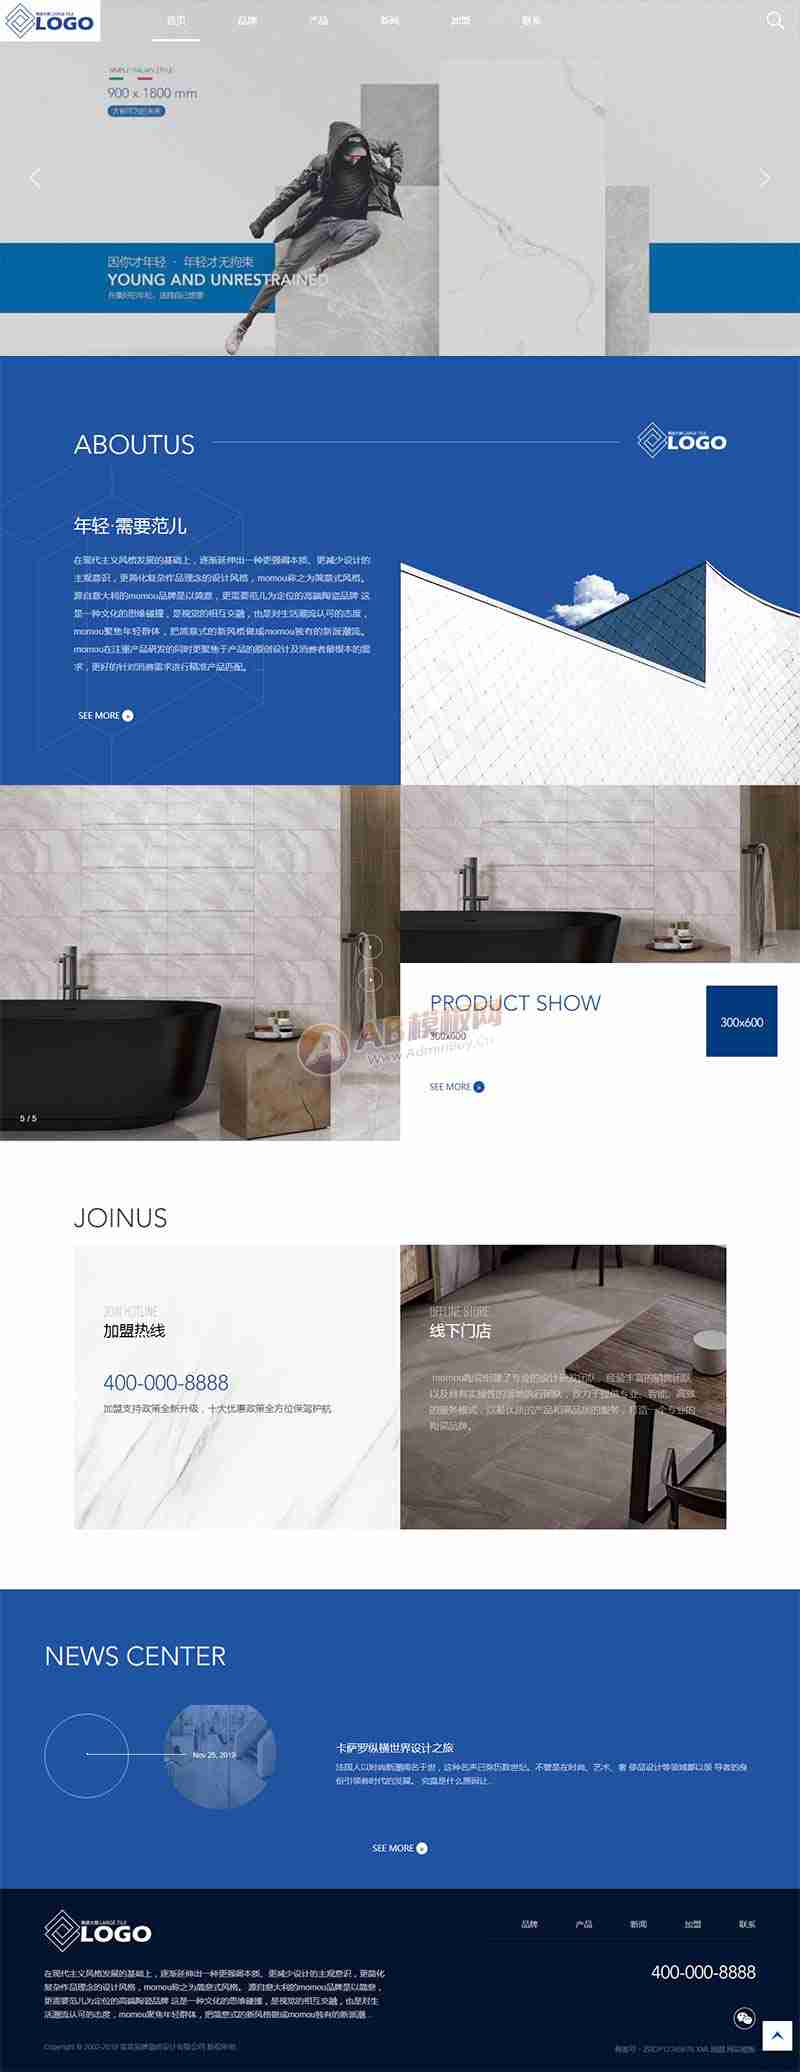 LOGO
首页 品牌 产品 新闻 加盟 联系
SIMPLE ITALIAN STYLE
900 x 1800 mm
因你才年轻 · 年轻才无拘束
YOUNG AND UNRESTRAINED
ABOUTUS
LOGO
年轻·需要范儿
在现代主义风格发展的基础上，逐渐延伸出一种更强调本质、更减少设计的
主观意识，更简化复杂作品理念的设计风格，momou称之为简意式风格。
源自意大利的momou品牌是以简意，更需要范儿为定位的高端陶瓷品牌 这
是一种文化的思维碰撞，是视觉的相互交融，也是对生活潮流认可的态度，
momou聚焦年轻群体，把简意式的新风格做成momou独有的新派潮流。
momou在注重产品研发的同时更聚焦于产品的原创设计及消费者最根本的需
求，更好的针对消费需求进行精准产品匹配。
SEE MORE
5 / 5
AB模板网
www.Adminbuy.Cn
PRODUCT SHOW
300x600
SEE MORE
300x600
JOINUS
JOIN HOTLINE
加盟热线
400-000-8888
加盟支持政策全新升级，十大优惠政策全方位保驾护航
OFFLINE STORE
线下门店
momou陶瓷组建了专业的设计研发团队、经验丰富的销售团队
以及具有实操性的落地执行团队，致力于提供专业、智能、高效
的服务模式，以最优质的产品和高品质的服务，打造一个专业的
陶瓷品牌。
NEWS CENTER
Nov 25, 2019
卡萨罗纵横世界设计之旅
法国人以时尚新潮闻名于世，这种名声已弥历数世纪。不管是在时尚、艺术、奢 侈品设计等领域都以领 导者的身
份引领着时代的发展。 究竟是什么原因让...
SEE MORE
LOGO
品牌 产品 新闻 加盟 联系
在现代主义风格发展的基础上，逐渐延伸出一种更强调本质、更减少设计的主观意识，更简化
复杂作品理念的设计风格，momou称之为简意式风格。 源自意大利的momou品牌是以简意，
更需要范儿为定位的高端陶瓷品牌 这是一种文化的思维碰撞，是视觉的相互交融，也是对生
活潮流认可的态度，momou聚焦年轻群体，把简意式的新风格做成momou独有的新派潮...
400-000-8888